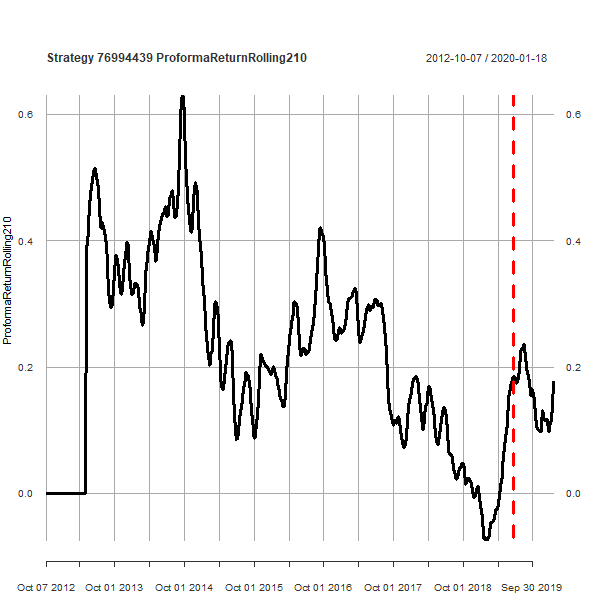 Strategy 76994439 ProformaReturnRolling210
2012-10-07 / 2020-01-18
ProformaReturnRolling210
0.6 0.6
0.4 0.4
0.2 0.2
0.0 0.0
Oct 07 2012 Oct 01 2013 Oct 01 2014 Oct 01 2015 Oct 01 2016 Oct 01 2017 Oct 01 2018 Sep 30 2019